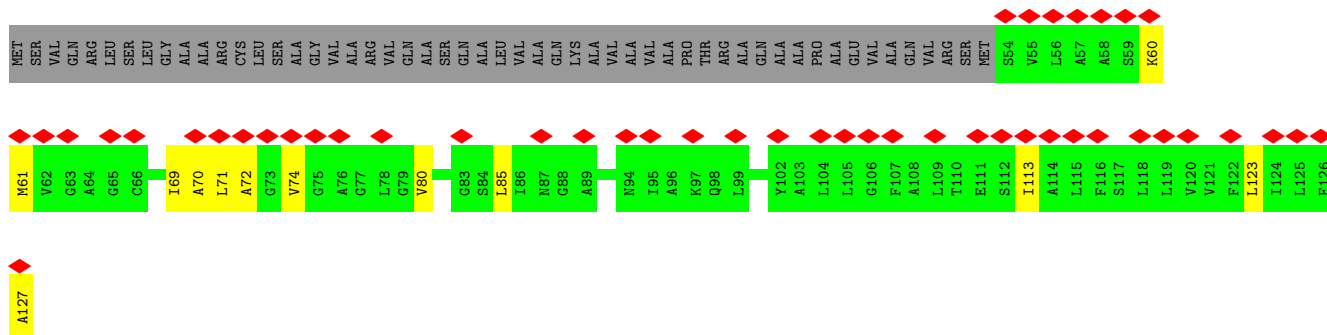 MET SER VAL GLN ARG LEU SER LEU GLY ALA ALA ARG CYS LEU SER ALA GLY VAL ALA ARG VAL GLN ALA SER GLN ALA LEU VAL ALA GLN LYS ALA VAL ALA VAL ALA PRO THR ARG ALA GLN ALA ALA PRO ALA GLU VAL ALA GLN VAL ARG SER MET S54 V55 L56 A57 A58 S59 K60
M61 V62 G63 A64 G65 C66 I69 A70 L71 A72 G73 V74 G75 A76 G77 L78 G79 V80 G83 S84 L85 I86 N87 G88 A89 N94 I95 A96 K97 Q98 L99 Y102 A103 L104 L105 G106 F107 A108 L109 T110 E111 S112 I113 A114 L115 F116 S117 L118 L119 V120 V121 F122 L123 I124 L125 F126
A127